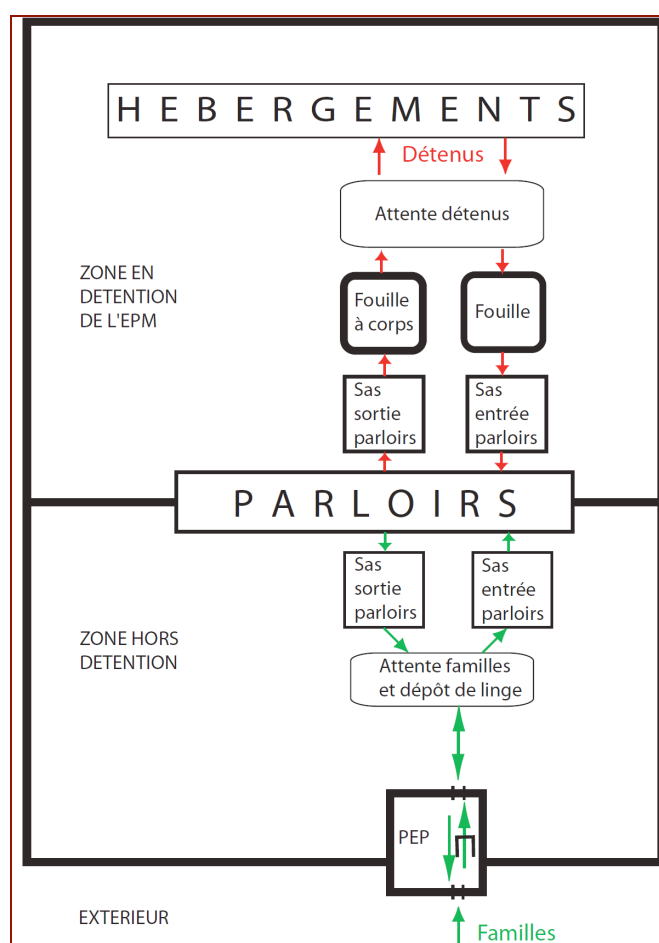 HEBERGEMENTS
Détenus
Attente détenus
ZONE EN
DETENTION
DE L'EPM
Fouille
à corps
Fouille
Sas
sortie
parloirs
Sas
entrée
parloirs
PARLOIRS
Sas
sortie
parloirs
Sas
entrée
parloirs
ZONE HORS
DETENTION
Attente familles
et dépôt de linge
PEP
EXTERIEUR
Familles